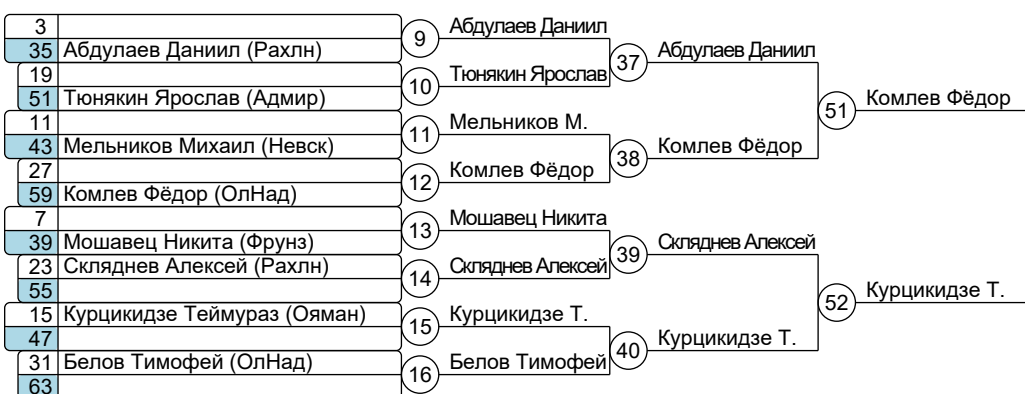 3
35 Абдулаев Даниил (Рахлн)
19
51 Тюнякин Ярослав (Адмир)
11
43 Мельников Михаил (Невск)
27
59 Комлев Фёдор (ОлНад)
7
39 Мошавец Никита (Фрунз)
23 Скляднев Алексей (Рахлн)
55
15 Курцикидзе Теймураз (Ояман)
47
31 Белов Тимофей (ОлНад)
63
9 Абдулаев Даниил
10 Тюнякин Ярослав
11 Мельников М.
12 Комлев Фёдор
13 Мошавец Никита
14 Скляднев Алексей
15 Курцикидзе Т.
16 Белов Тимофей
37 Абдулаев Даниил
38 Комлев Фёдор
39 Скляднев Алексей
40 Курцикидзе Т.
51 Комлев Фёдор
52 Курцикидзе Т.